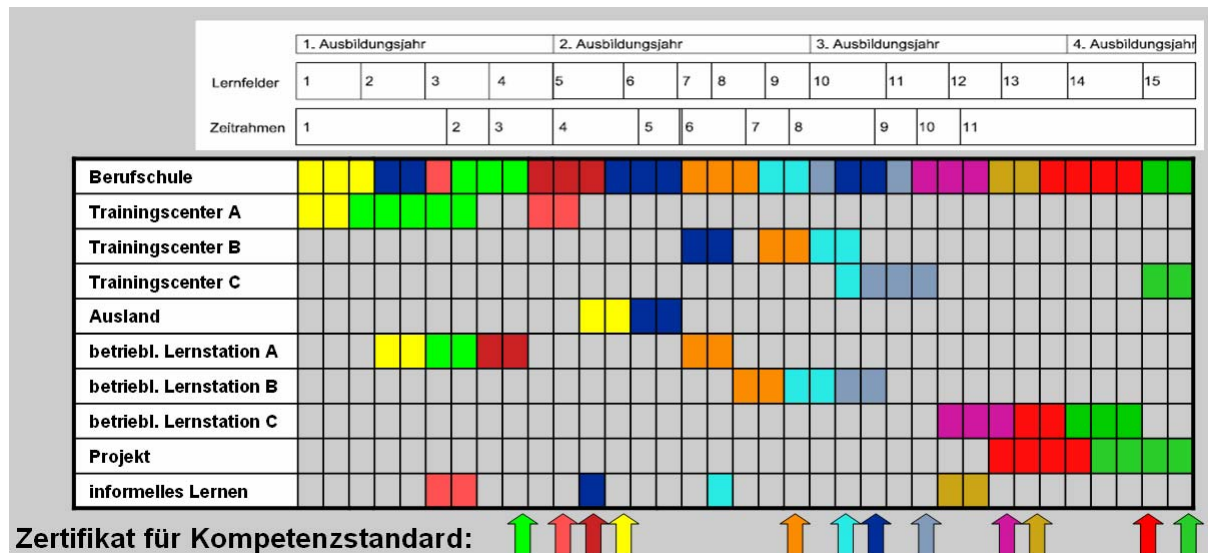 1. Ausbildungsjahr 2. Ausbildungsjahr 3. Ausbildungsjahr 4. Ausbildungsjahr
Lernfelder 1 2 3 4 5 6 7 8 9 10 11 12 13 14 15
Zeitrahmen 1 2 3 4 5 6 7 8 9 10 11
Berufschule
Trainingscenter A
Trainingscenter B
Trainingscenter C
Ausland
betriebl. Lernstation A
betriebl. Lernstation B
betriebl. Lernstation C
Projekt
informelles Lernen
Zertifikat für Kompetenzstandard: